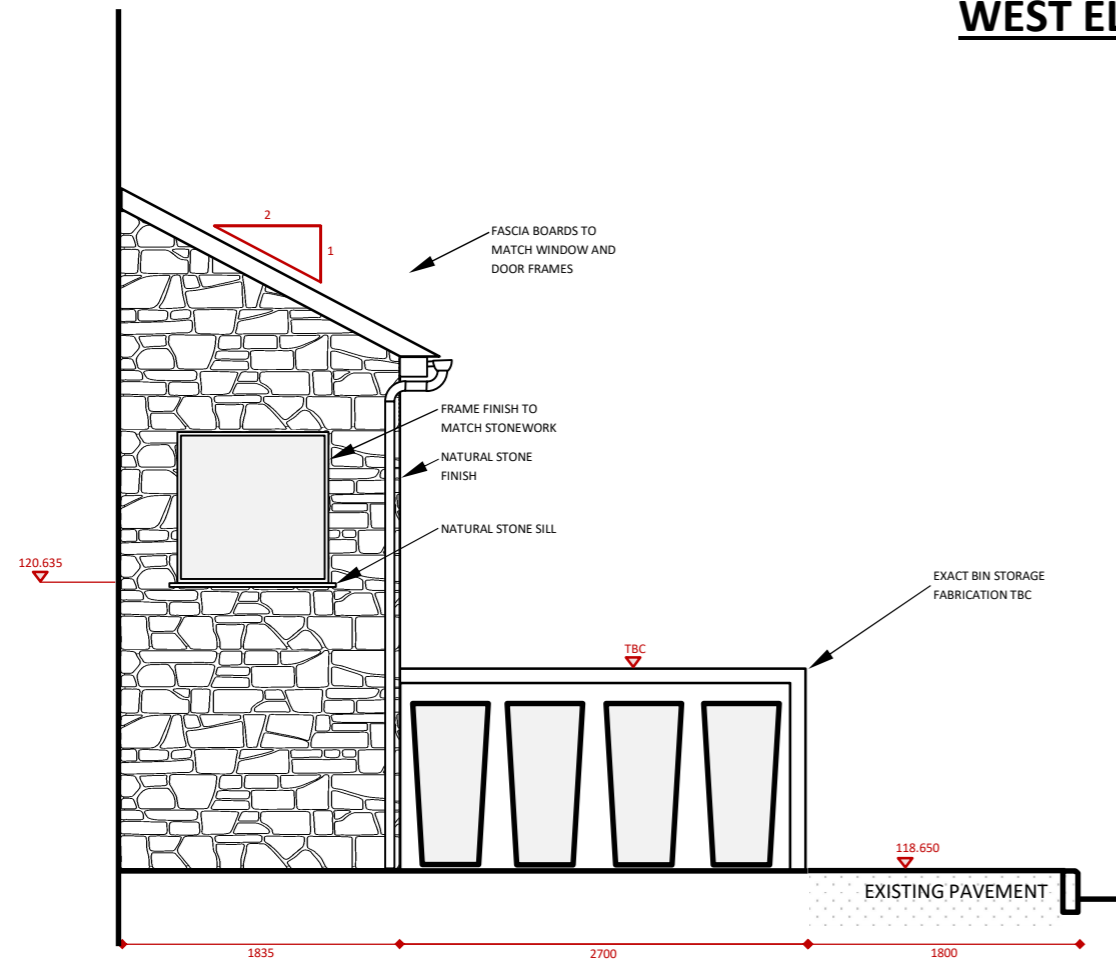 WEST EL
2
1
FASCIA BOARDS TO
MATCH WINDOW AND
DOOR FRAMES
FRAME FINISH TO
MATCH STONEWORK
NATURAL STONE
FINISH
NATURAL STONE SILL
120.635
EXACT BIN STORAGE
FABRICATION TBC
TBC
118.650
EXISTING PAVEMENT
1835
2700
1800